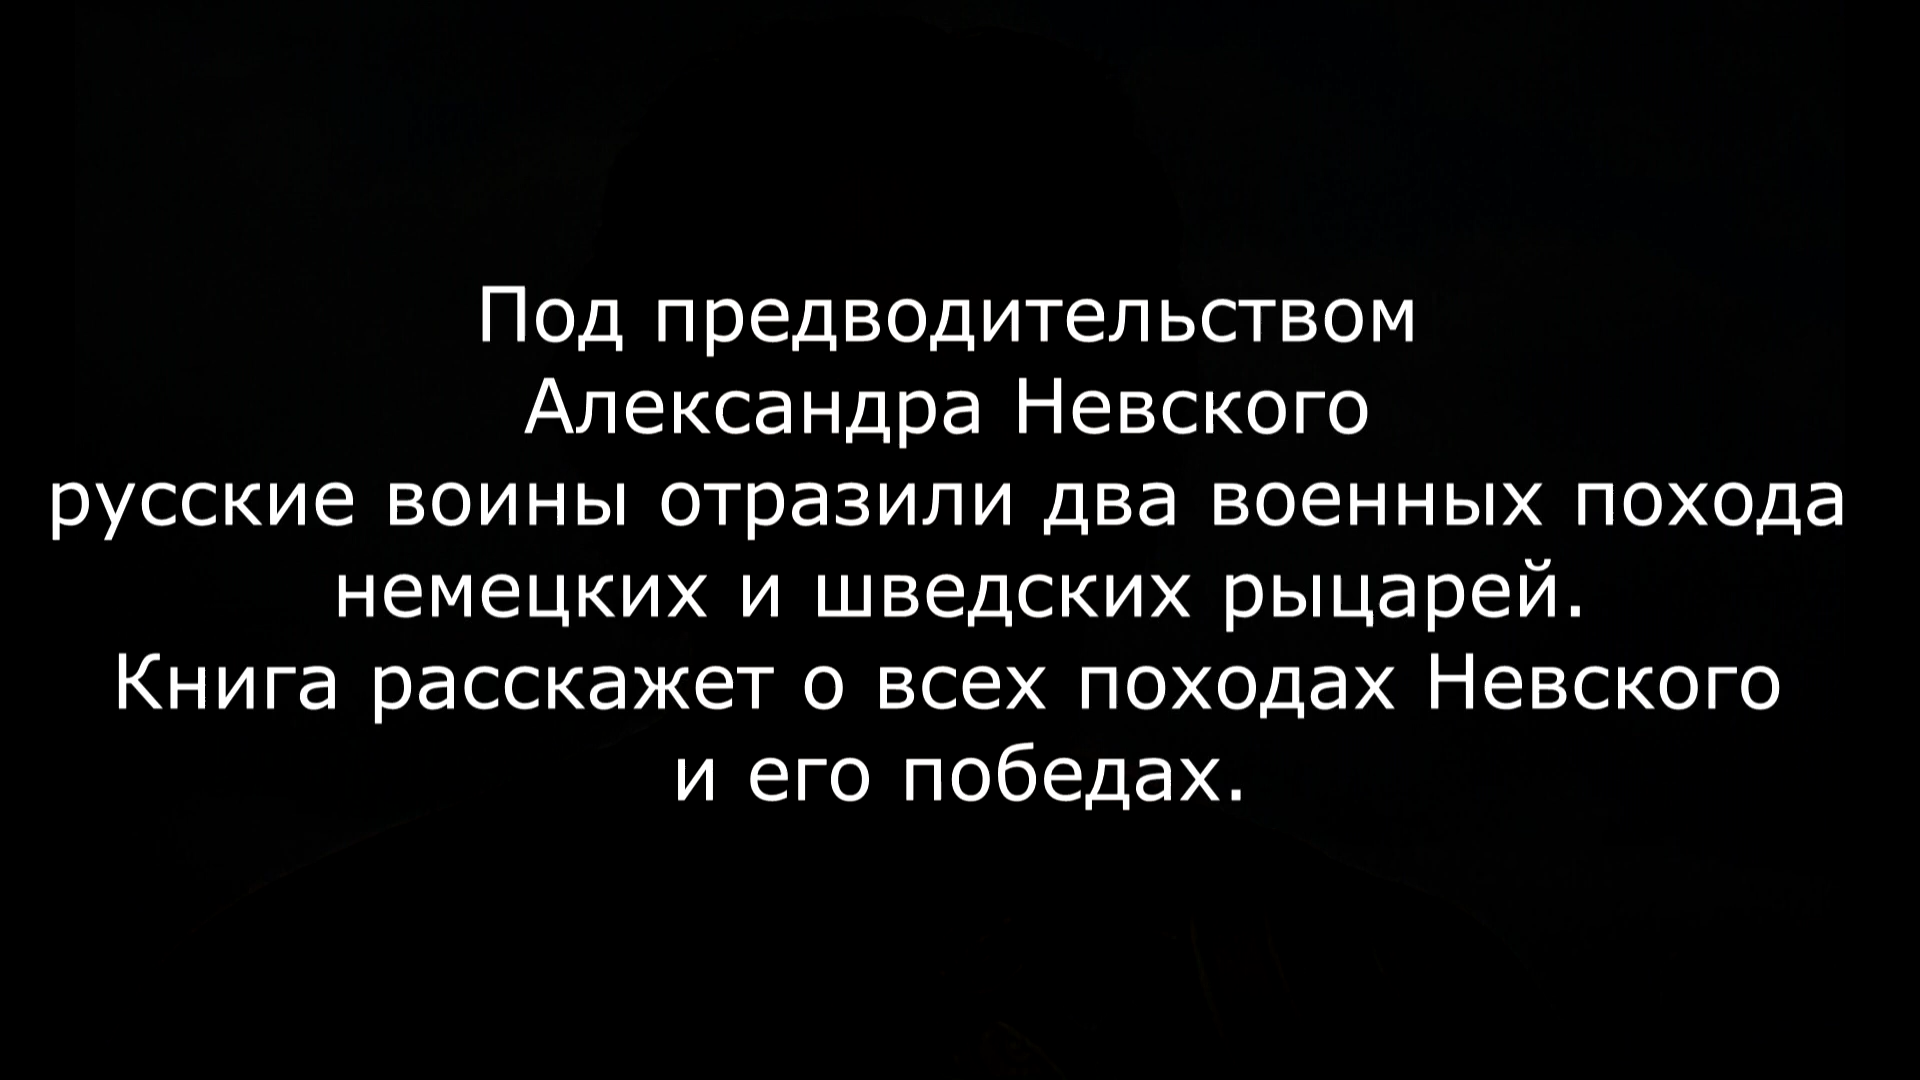 Под предводительством
Александра Невского
русские воины отразили два военных похода
немецких и шведских рыцарей.
Книга расскажет о всех походах Невского
и его победах.